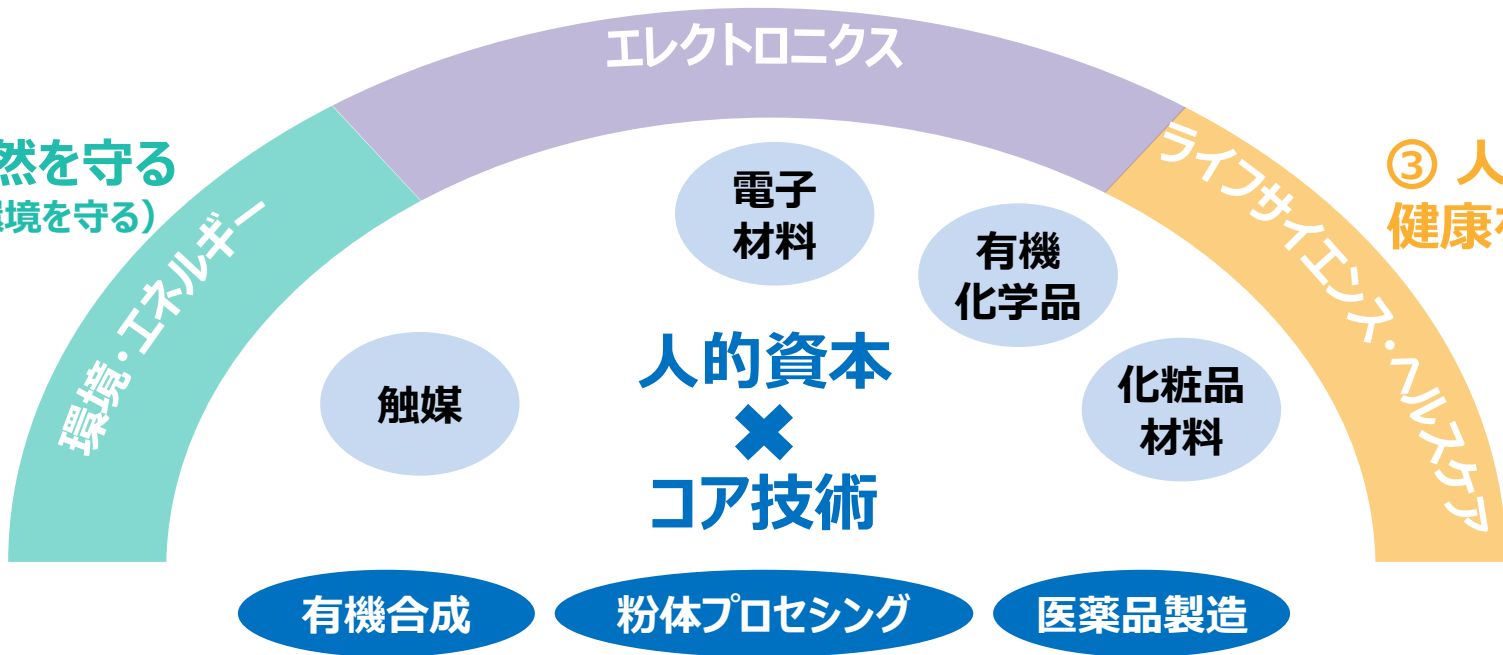 エレクトロニクス
然を守る
環境を守る）
環境・エネルギー
ライフサイエンス・ヘルスケア
③ 人
健康
電子
材料
有機
化学品
触媒
化粧品
材料
人的資本
×
コア技術
有機合成
粉体プロセシング
医薬品製造